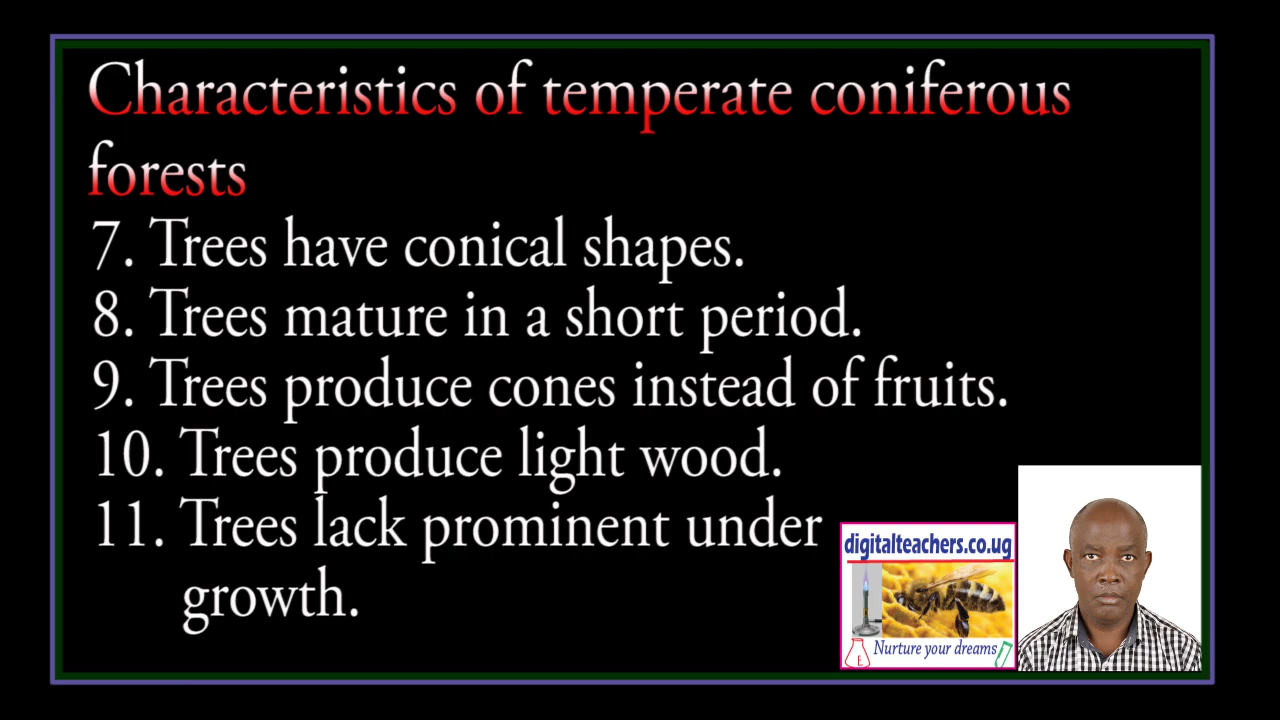 Characteristics of temperate coniferous
forests
7. Trees have conical shapes.
8. Trees mature in a short period.
9. Trees produce cones instead of fruits.
10. Trees produce light wood.
11. Trees lack prominent under
growth.
digitalteachers.co.ug
E
Nurture your dreams